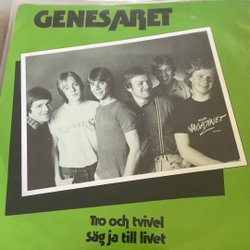 GENESARET
Tro och tvivel
Säg ja till livet